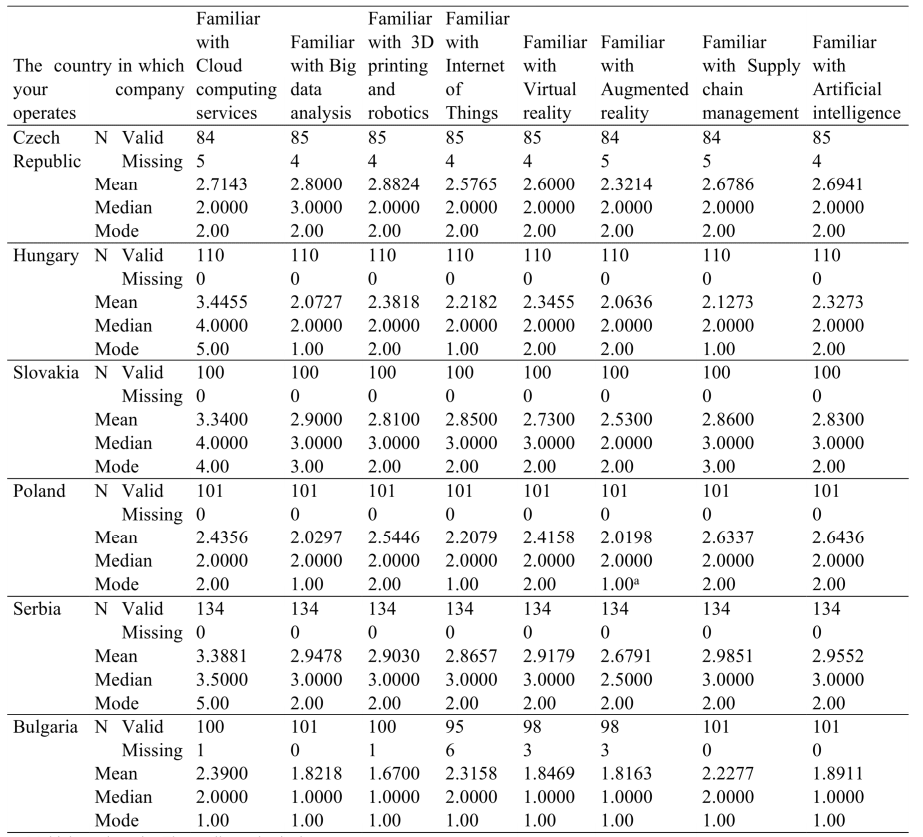 The country in which your company operates Familiar with Cloud computing services Familiar with Big data analysis Familiar with 3D printing and robotics Familiar with Internet of Things Familiar with Virtual reality Familiar with Augmented reality Familiar with Supply chain management Familiar with Artificial intelligence
Czech Republic N Valid 84 85 85 85 85 84 84 85
Missing 5 4 4 4 4 5 5 4
Mean 2.7143 2.8000 2.8824 2.5765 2.6000 2.3214 2.6786 2.6941
Median 2.0000 3.0000 2.0000 2.0000 2.0000 2.0000 2.0000 2.0000
Mode 2.00 2.00 2.00 2.00 2.00 2.00 2.00 2.00
Hungary N Valid 110 110 110 110 110 110 110 110
Missing 0 0 0 0 0 0 0 0
Mean 3.4455 2.0727 2.3818 2.2182 2.3455 2.0636 2.1273 2.3273
Median 4.0000 2.0000 2.0000 2.0000 2.0000 2.0000 2.0000 2.0000
Mode 5.00 1.00 2.00 1.00 2.00 2.00 1.00 2.00
Slovakia N Valid 100 100 100 100 100 100 100 100
Missing 0 0 0 0 0 0 0 0
Mean 3.3400 2.9000 2.8100 2.8500 2.7300 2.5300 2.8600 2.8300
Median 4.0000 3.0000 3.0000 3.0000 3.0000 2.0000 3.0000 3.0000
Mode 4.00 3.00 2.00 2.00 2.00 2.00 3.00 2.00
Poland N Valid 101 101 101 101 101 101 101 101
Missing 0 0 0 0 0 0 0 0
Mean 2.4356 2.0297 2.5446 2.2079 2.4158 2.0198 2.6337 2.6436
Median 2.0000 2.0000 2.0000 2.0000 2.0000 2.0000 2.0000 2.0000
Mode 2.00 1.00 2.00 1.00 2.00 1.00ᵃ 2.00 2.00
Serbia N Valid 134 134 134 134 134 134 134 134
Missing 0 0 0 0 0 0 0 0
Mean 3.3881 2.9478 2.9030 2.8657 2.9179 2.6791 2.9851 2.9552
Median 3.5000 3.0000 3.0000 3.0000 3.0000 2.5000 3.0000 3.0000
Mode 5.00 2.00 2.00 2.00 2.00 2.00 2.00 2.00
Bulgaria N Valid 100 101 100 95 98 98 101 101
Missing 1 0 1 6 3 3 0 0
Mean 2.3900 1.8218 1.6700 2.3158 1.8469 1.8163 2.2277 1.8911
Median 2.0000 1.0000 1.0000 2.0000 1.0000 1.0000 2.0000 1.0000
Mode 1.00 1.00 1.00 1.00 1.00 1.00 1.00 1.00